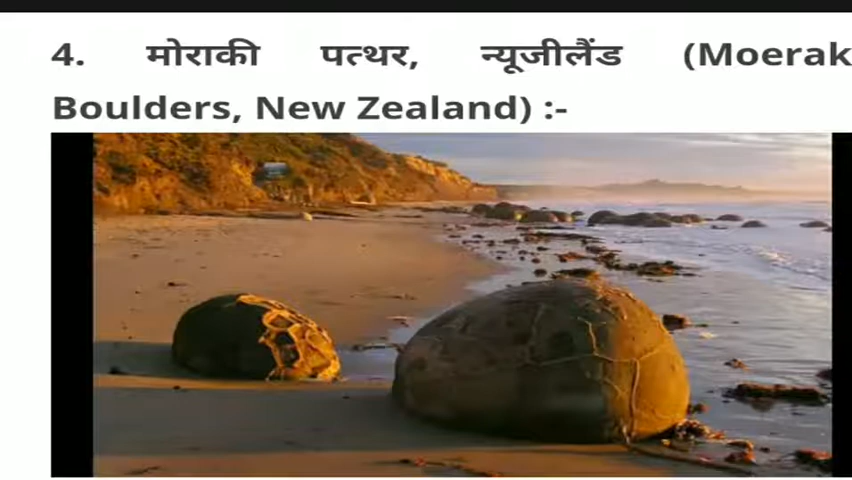 4. मोराकी पत्थर, न्यूजीलैंड (Moerak
Boulders, New Zealand) :-